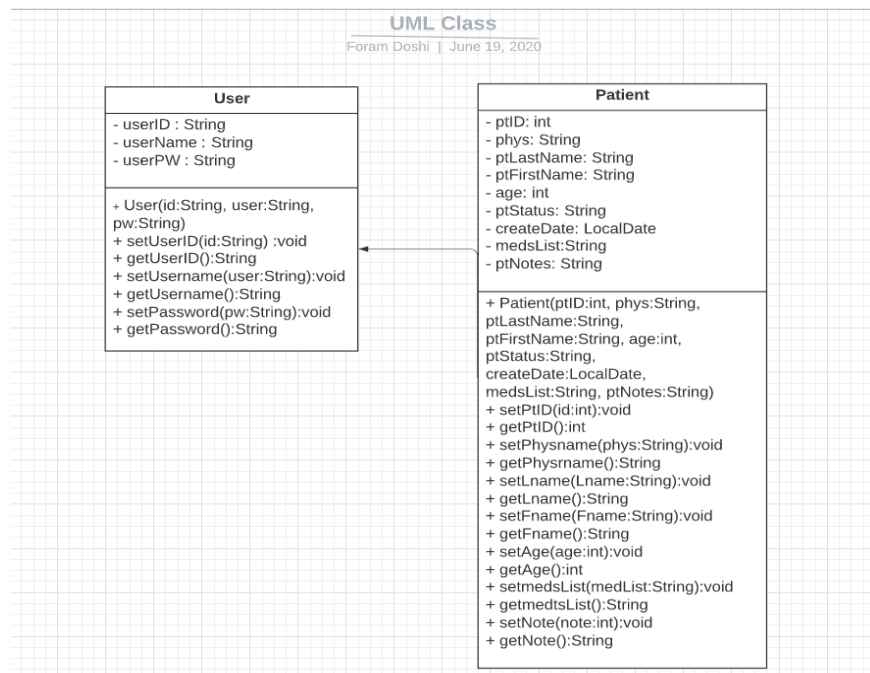 UML Class
Foram Doshi | June 19, 2020
User
- userID : String
- userName : String
- userPW : String
+ User(id:String, user:String,
pw:String)
+ setUserID(id:String) :void
+ getUserID():String
+ setUsername(user:String):void
+ getUsername():String
+ setPassword(pw:String):void
+ getPassword():String
Patient
- ptID: int
- phys: String
- ptLastName: String
- ptFirstName: String
- age: int
- ptStatus: String
- createDate: LocalDate
- medsList:String
- ptNotes: String
+ Patient(ptID:int, phys:String,
ptLastName:String,
ptFirstName:String, age:int,
ptStatus:String,
createDate:LocalDate,
medsList:String, ptNotes:String)
+ setPtID(id:int):void
+ getPtID():int
+ setPhysname(phys:String):void
+ getPhysrname():String
+ setLname(Lname:String):void
+ getLname():String
+ setFname(Fname:String):void
+ getFname():String
+ setAge(age:int):void
+ getAge():int
+ setmedsList(medList:String):void
+ getmedtsList():String
+ setNote(note:int):void
+ getNote():String